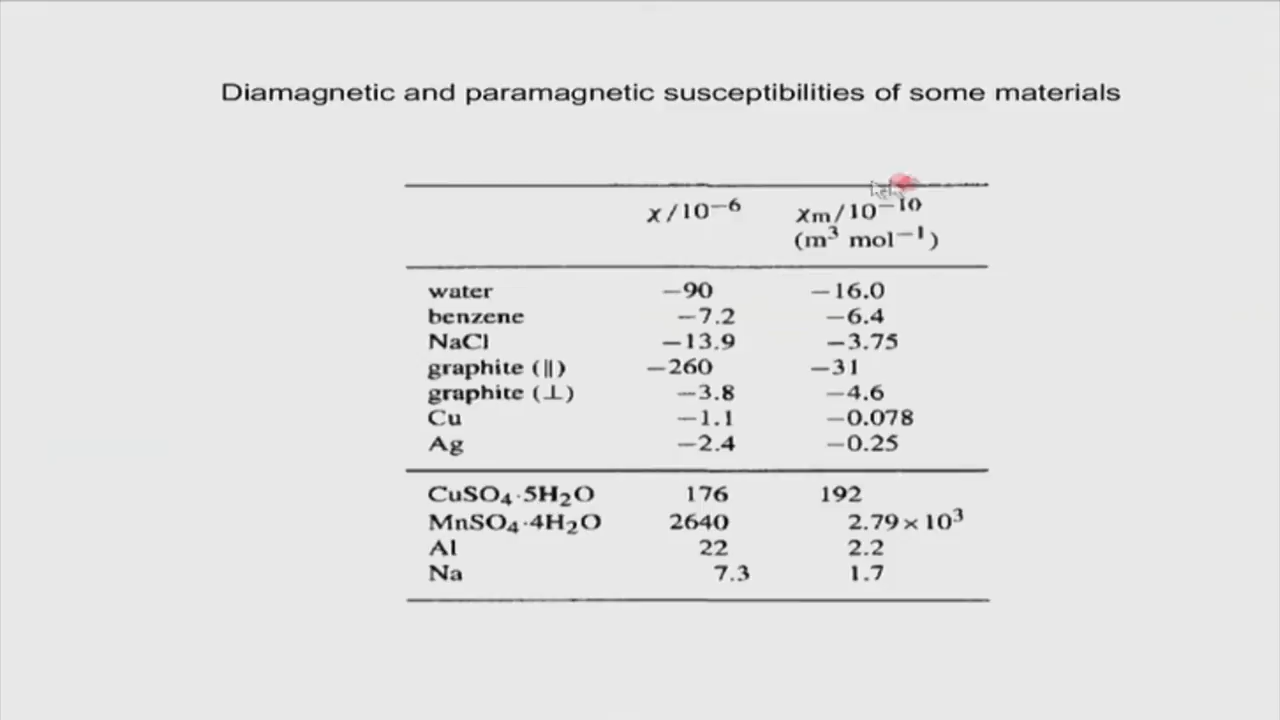 Diamagnetic and paramagnetic susceptibilities of some materials
χ/10⁻⁶ χm/10⁻¹⁰
(m³ mol⁻¹)
water −90 −16.0
benzene −7.2 −6.4
NaCl −13.9 −3.75
graphite (∥) −260 −31
graphite (⊥) −3.8 −4.6
Cu −1.1 −0.078
Ag −2.4 −0.25
CuSO₄·5H₂O 176 192
MnSO₄·4H₂O 2640 2.79 × 10³
Al 22 2.2
Na 7.3 1.7